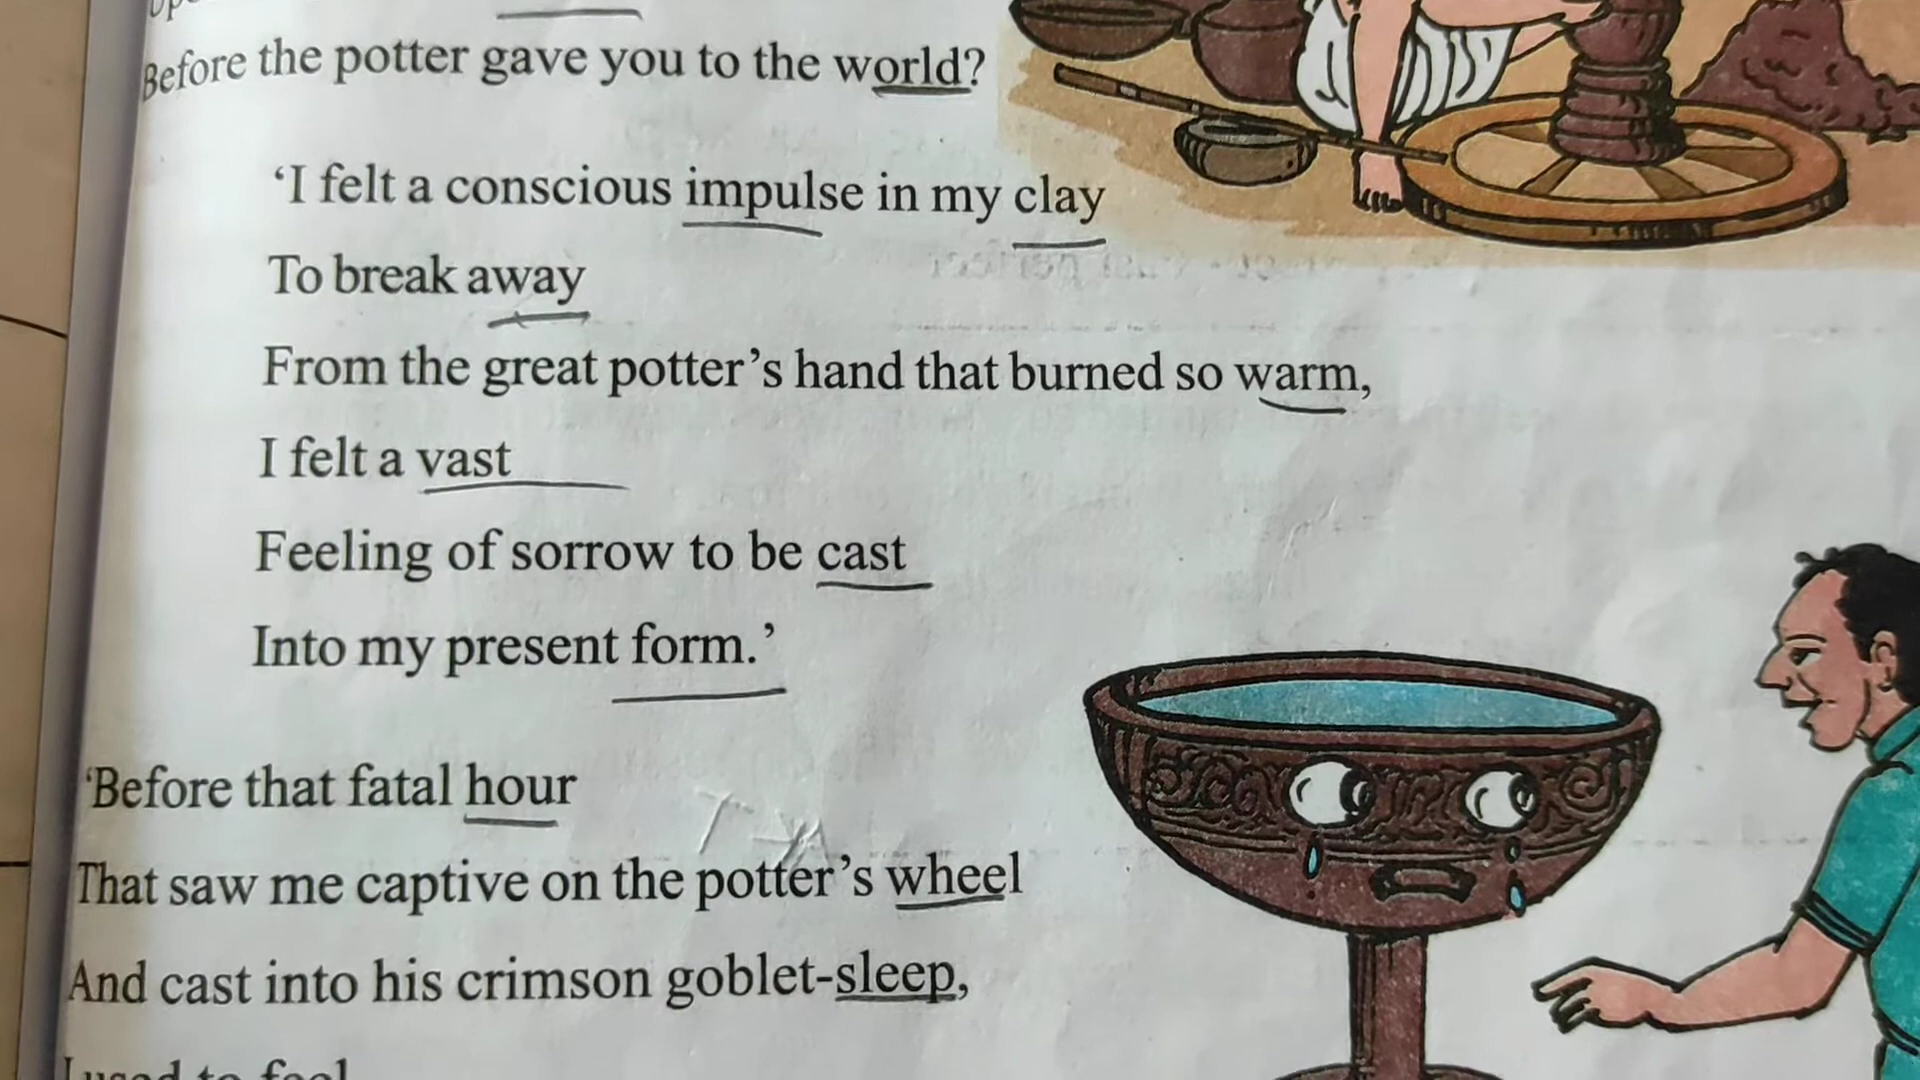 Before the potter gave you to the world?
‘I felt a conscious impulse in my clay
To break away
From the great potter’s hand that burned so warm,
I felt a vast
Feeling of sorrow to be cast
Into my present form.’
‘Before that fatal hour
That saw me captive on the potter’s wheel
And cast into his crimson goblet-sleep,
I used to feel